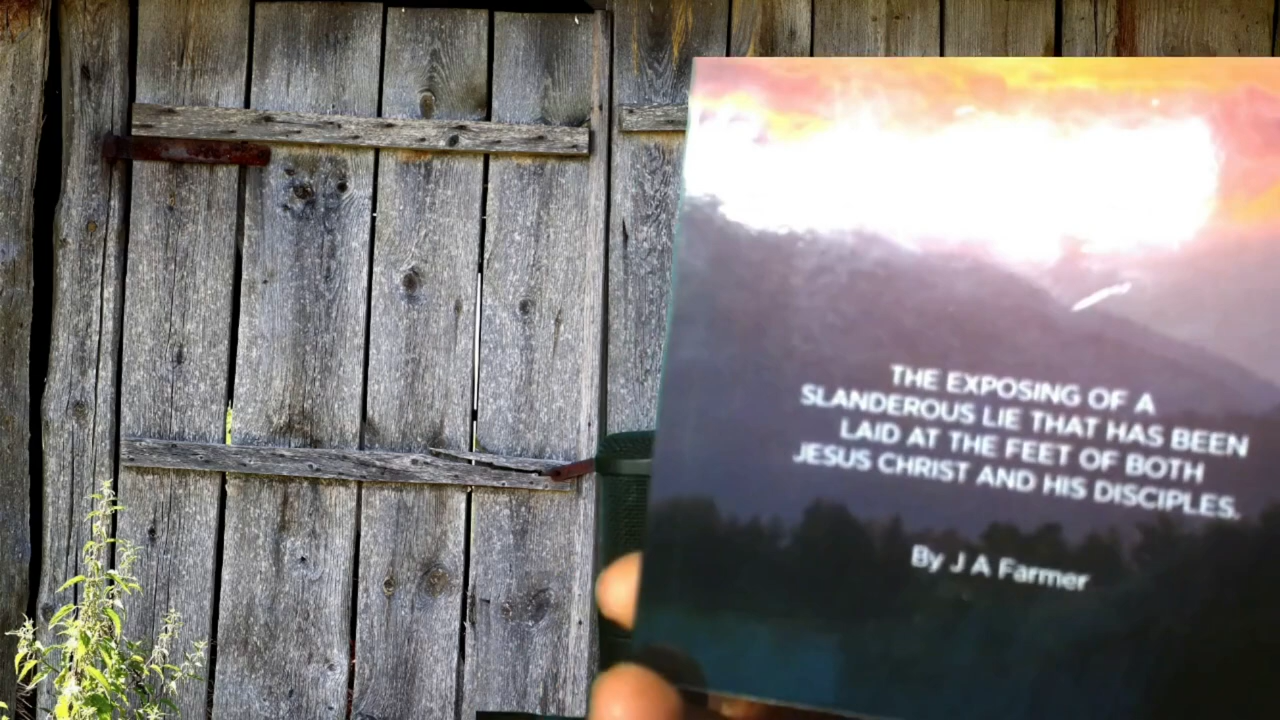 THE EXPOSING OF A
SLANDEROUS LIE THAT HAS BEEN
LAID AT THE FEET OF BOTH
JESUS CHRIST AND HIS DISCIPLES.
By J A Farmer